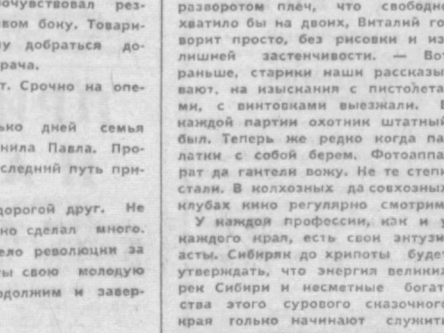 почувствовал рез-
вом боку. Товари-
му добраться до-
рача.
т. Срочно на опе-
ько дней семья
нила Павла. Про-
следний путь при-
дорогой друг. Не
но сделал много.
ело революции за
ты свою молодую
одолжим и завер-
разворотом плеч, что свободно
хватило бы на двоих, Виталий го-
ворит просто, без рисовки и из-
лишней застенчивости. — Вот
раньше, старики наши рассказы-
вают, на изыскания с пистолета-
ми, с винтовками выезжали. В
каждой партии охотник штатный
был. Теперь же редко когда па-
латки с собой берем. Фотоаппа-
рат да гантели вожу. Не те степи
стали. В колхозных да совхозных
клубах кино регулярно смотрим.
У каждой профессии, как и у
каждого края, есть свои энтузи-
асты. Сибиряк до хрипоты будет
утверждать, что энергия великих
рек Сибири и несметные богат-
ства этого сурового сказочного
края только начинают служить